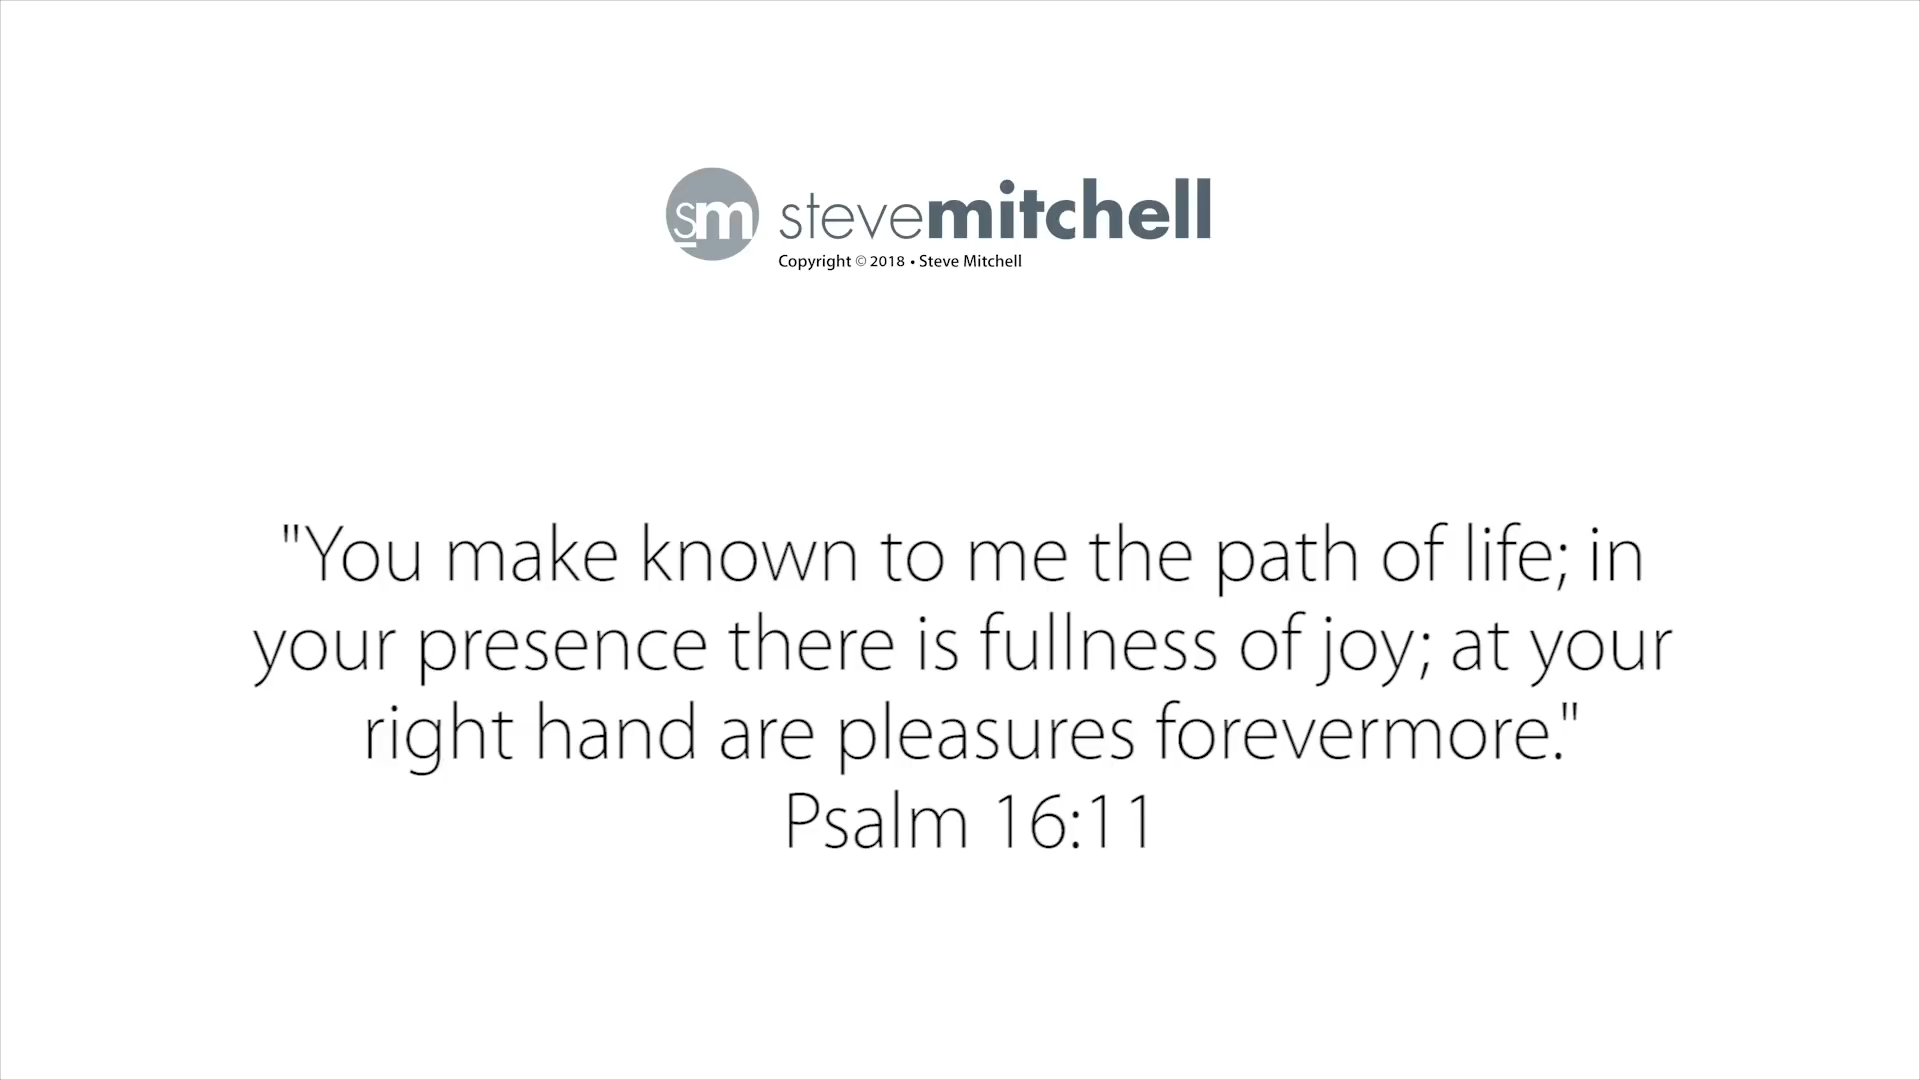 sm stevemitchell
Copyright © 2018 • Steve Mitchell
"You make known to me the path of life; in
your presence there is fullness of joy; at your
right hand are pleasures forevermore."
Psalm 16:11